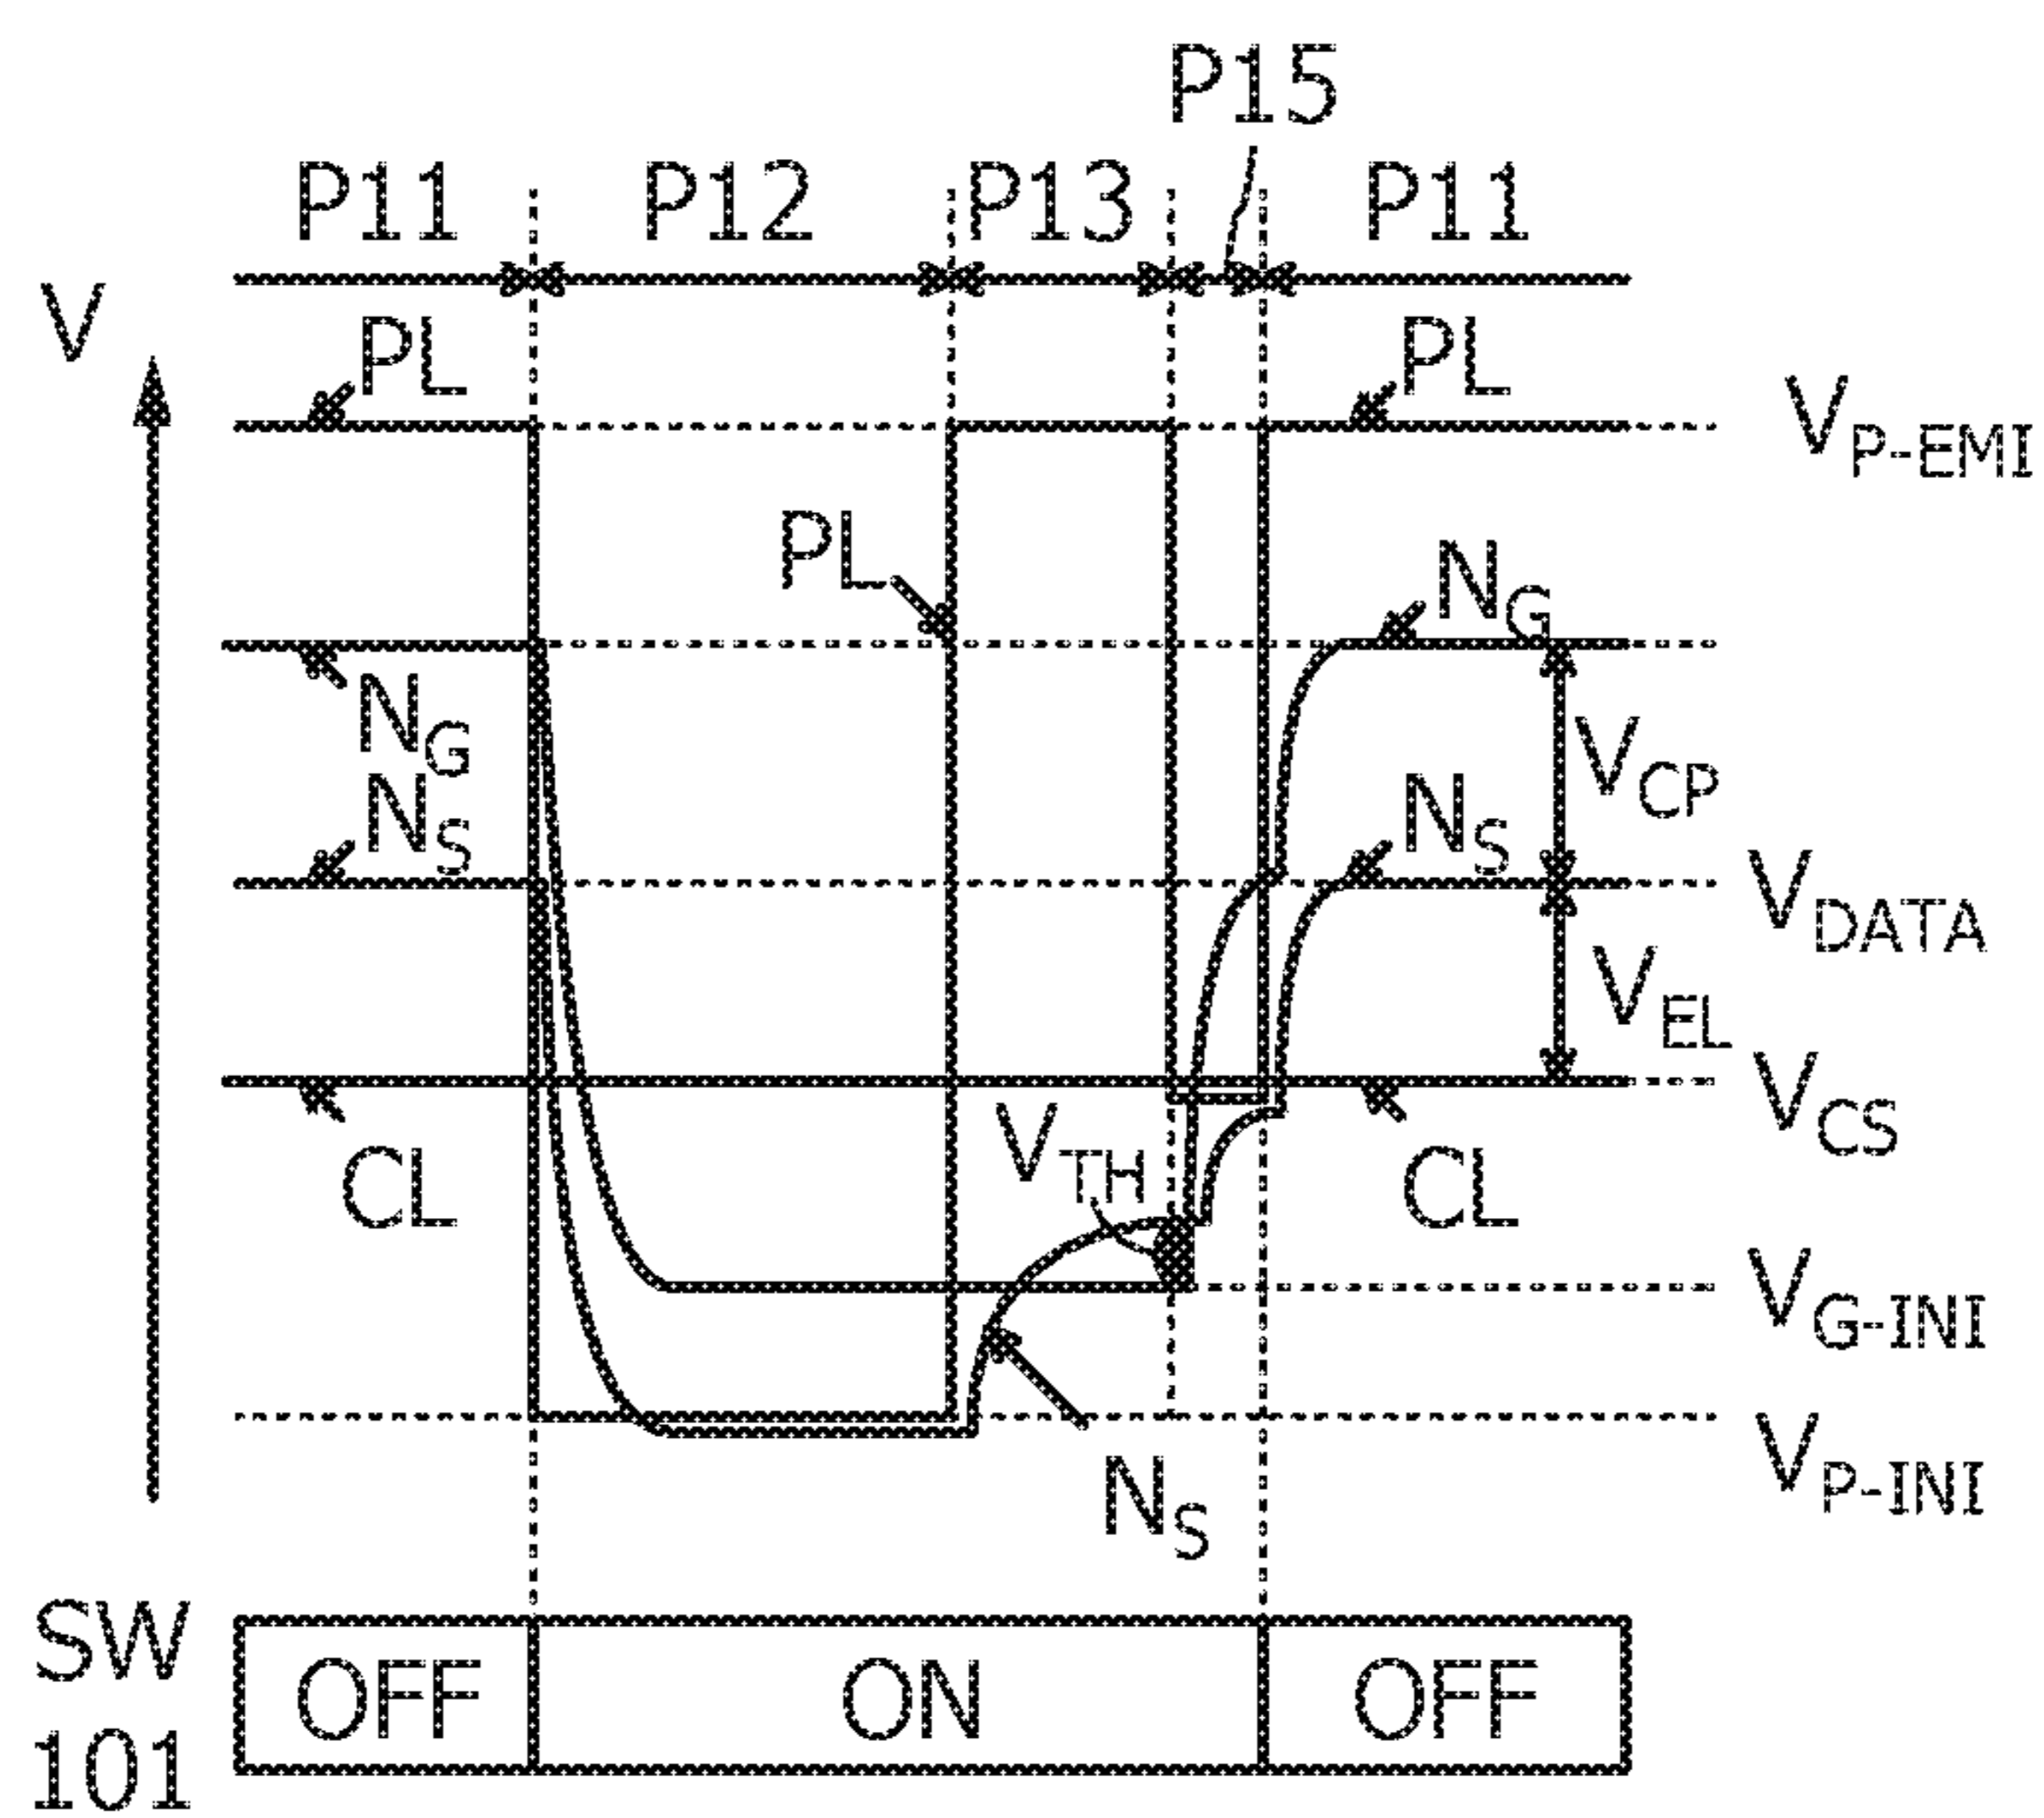 P15
P11 P12 P13 P11
V
PL PL
VP-EMI
PL NG
NG VCP
NS NS
VDATA
VEL
VCS
VTH
CL CL
VG-INI
VP-INI
NS
SW
101
OFF ON OFF